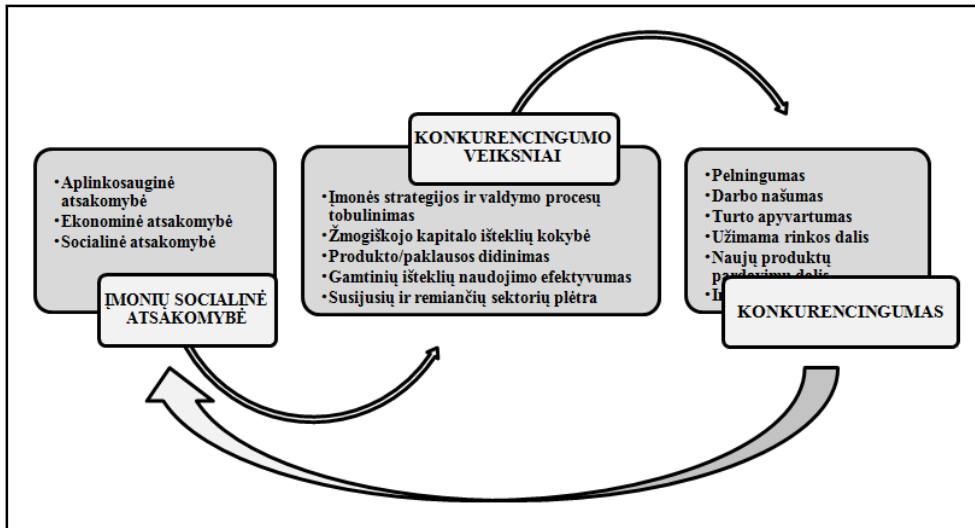 •Aplinkosauginė
atsakomybė
•Ekonominė atsakomybė
•Socialinė atsakomybė
ĮMONIŲ SOCIALINĖ
ATSAKOMYBĖ
KONKURENCINGUMO
VEIKSNIAI
•Įmonės strategijos ir valdymo procesų
tobulinimas
•Žmogiškojo kapitalo išteklių kokybė
•Produkto/paklausos didinimas
•Gamtinių išteklių naudojimo efektyvumas
•Susijusių ir remiančių sektorių plėtra
•Pelningumas
•Darbo našumas
•Turto apyvartumas
•Užimama rinkos dalis
•Naujų produktų
pardavimų dalis
KONKURENCINGUMAS